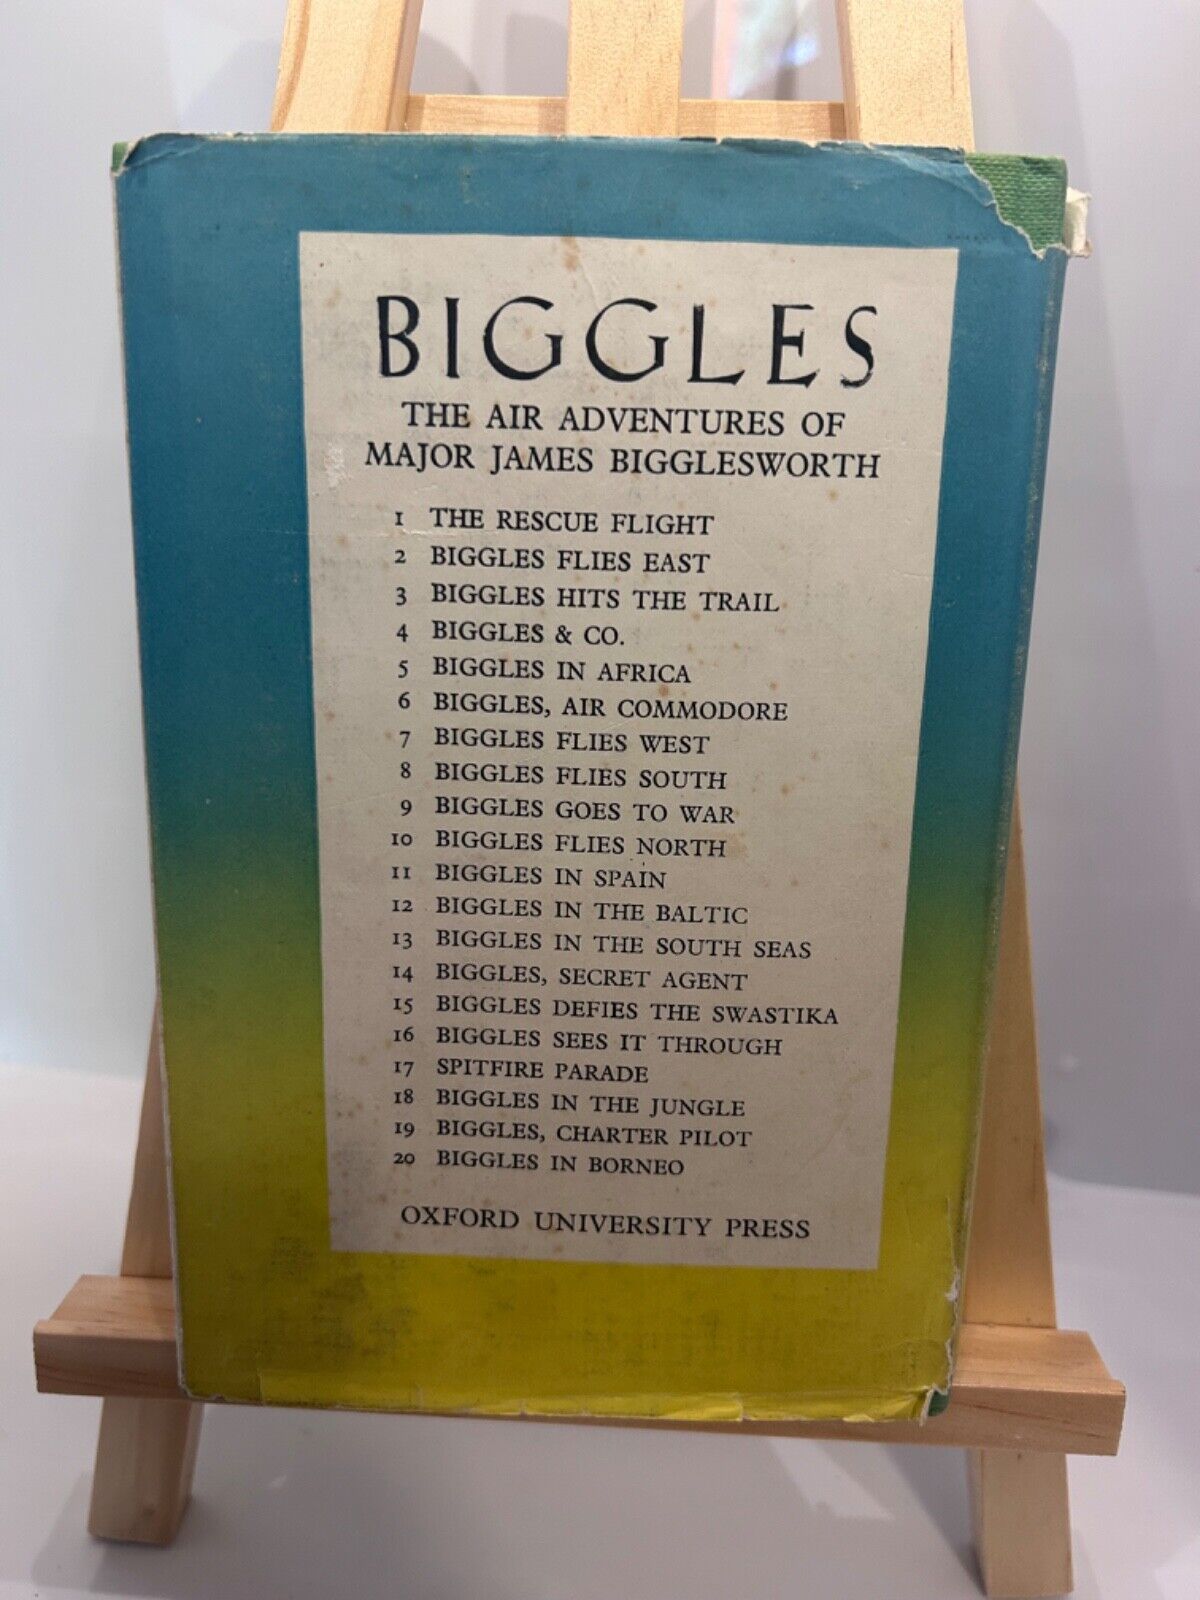 BIGGLES
THE AIR ADVENTURES OF
MAJOR JAMES BIGGLESWORTH
1 THE RESCUE FLIGHT
2 BIGGLES FLIES EAST
3 BIGGLES HITS THE TRAIL
4 BIGGLES & CO.
5 BIGGLES IN AFRICA
6 BIGGLES, AIR COMMODORE
7 BIGGLES FLIES WEST
8 BIGGLES FLIES SOUTH
9 BIGGLES GOES TO WAR
10 BIGGLES FLIES NORTH
11 BIGGLES IN SPAIN
12 BIGGLES IN THE BALTIC
13 BIGGLES IN THE SOUTH SEAS
14 BIGGLES, SECRET AGENT
15 BIGGLES DEFIES THE SWASTIKA
16 BIGGLES SEES IT THROUGH
17 SPITFIRE PARADE
18 BIGGLES IN THE JUNGLE
19 BIGGLES, CHARTER PILOT
20 BIGGLES IN BORNEO
OXFORD UNIVERSITY PRESS